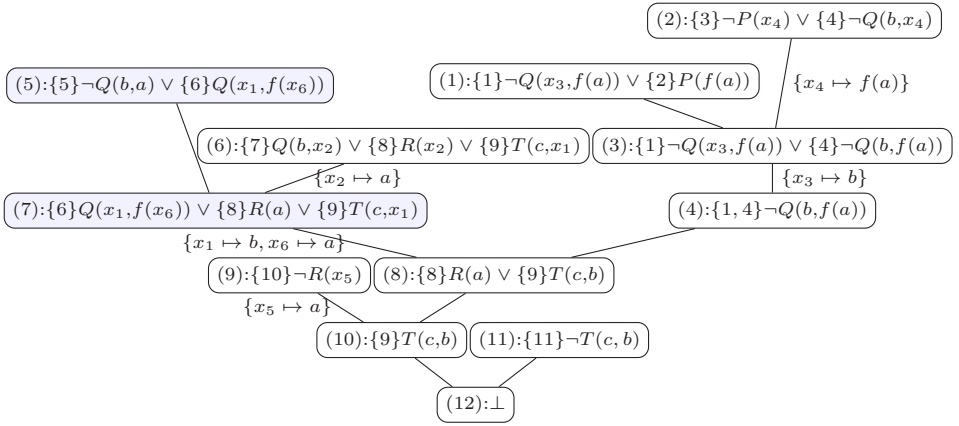 (2):{3}¬P(x₄) ∨ {4}¬Q(b,x₄)
(5):{5}¬Q(b,a) ∨ {6}Q(x₁,f(x₆))
(1):{1}¬Q(x₃,f(a)) ∨ {2}P(f(a))
{x₄ ↦ f(a)}
(6):{7}Q(b,x₂) ∨ {8}R(x₂) ∨ {9}T(c,x₁)
(3):{1}¬Q(x₃,f(a)) ∨ {4}¬Q(b,f(a))
{x₂ ↦ a}
{x₃ ↦ b}
(7):{6}Q(x₁,f(x₆)) ∨ {8}R(a) ∨ {9}T(c,x₁)
(4):{1,4}¬Q(b,f(a))
{x₁ ↦ b, x₆ ↦ a}
(9):{10}¬R(x₅)
(8):{8}R(a) ∨ {9}T(c,b)
{x₅ ↦ a}
(10):{9}T(c,b)
(11):{11}¬T(c, b)
(12):⊥